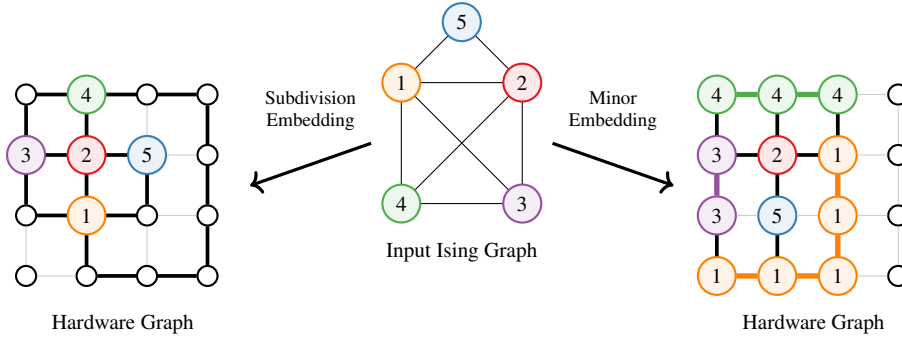 5
1 2
4 3
Input Ising Graph
Subdivision
Embedding
Minor
Embedding
4
3 2 5
1
Hardware Graph
4 4 4
3 2 1
3 5 1
1 1 1
Hardware Graph